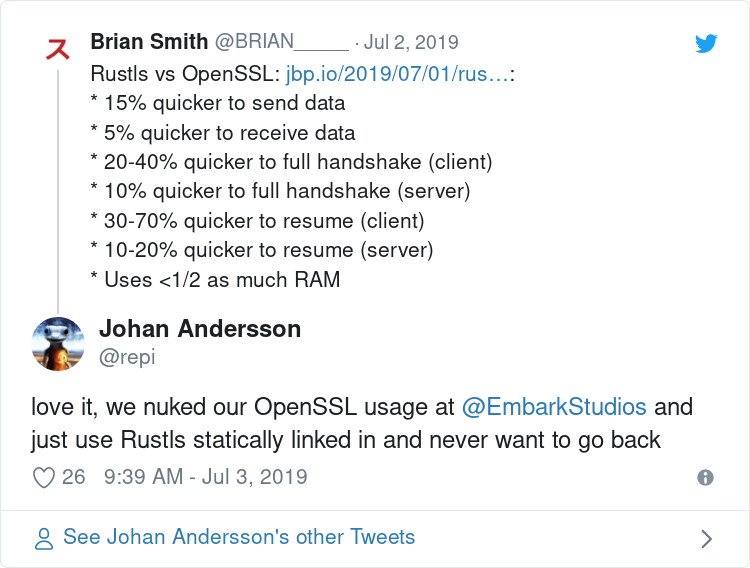 ス
Brian Smith @BRIAN_____ · Jul 2, 2019
Rustls vs OpenSSL: jbp.io/2019/07/01/rus…:
* 15% quicker to send data
* 5% quicker to receive data
* 20-40% quicker to full handshake (client)
* 10% quicker to full handshake (server)
* 30-70% quicker to resume (client)
* 10-20% quicker to resume (server)
* Uses <1/2 as much RAM
Johan Andersson
@repi
love it, we nuked our OpenSSL usage at @EmbarkStudios and
just use Rustls statically linked in and never want to go back
26 9:39 AM - Jul 3, 2019
See Johan Andersson's other Tweets